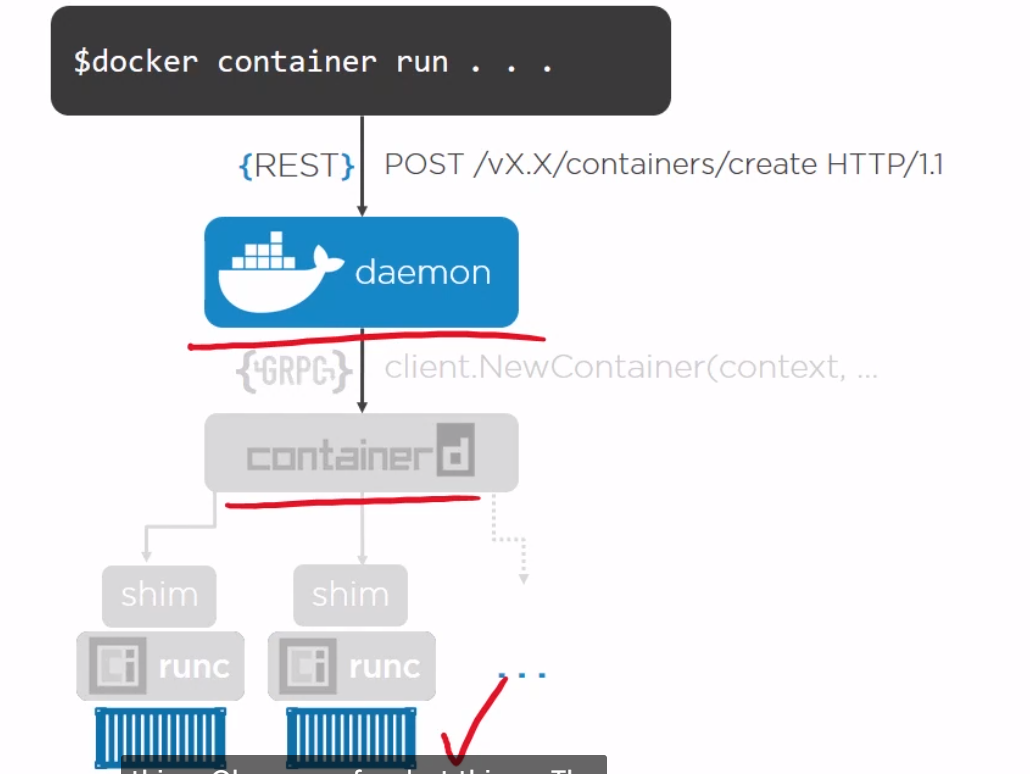 $docker container run . . .
{REST} POST /vX.X/containers/create HTTP/1.1
daemon
{GRPC} client.NewContainer(context, ...
containerd
shim shim
runc runc
...